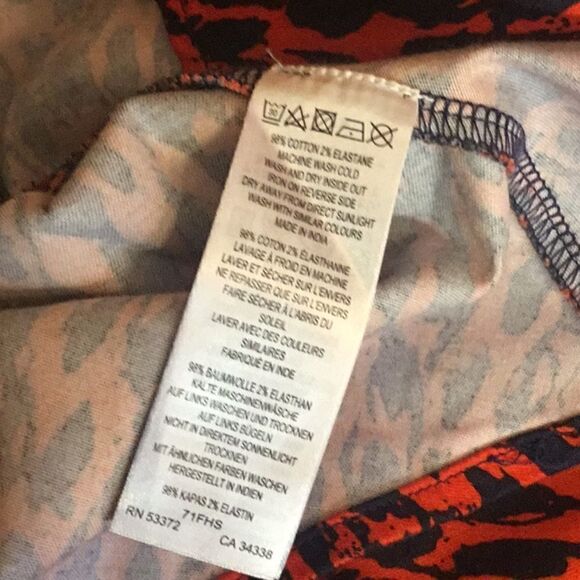 30
98% COTTON 2% ELASTANE
MACHINE WASH COLD
WASH AND DRY INSIDE OUT
IRON ON REVERSE SIDE
DRY AWAY FROM DIRECT SUNLIGHT
WASH WITH SIMILAR COLOURS
MADE IN INDIA
98% COTON 2% ELASTHANNE
LAVAGE À FROID EN MACHINE
LAVER ET SÉCHER SUR L'ENVERS
NE REPASSER QUE SUR L'ENVERS
FAIRE SÉCHER À L'ABRIS DU
SOLEIL
LAVER AVEC DES COULEURS
SIMILAIRES
FABRIQUÉ EN INDE
98% BAUMWOLLE 2% ELASTHAN
KALTE MASCHINENWÄSCHE
AUF LINKS WASCHEN UND TROCKNEN
AUF LINKS BÜGELN
NICHT IN DIREKTEM SONNENLICHT
TROCKNEN
MIT ÄHNLICHEN FARBEN WASCHEN
HERGESTELLT IN INDIEN
98% KAPAS 2% ELASTIN
71FHS
RN 53372 CA 34338